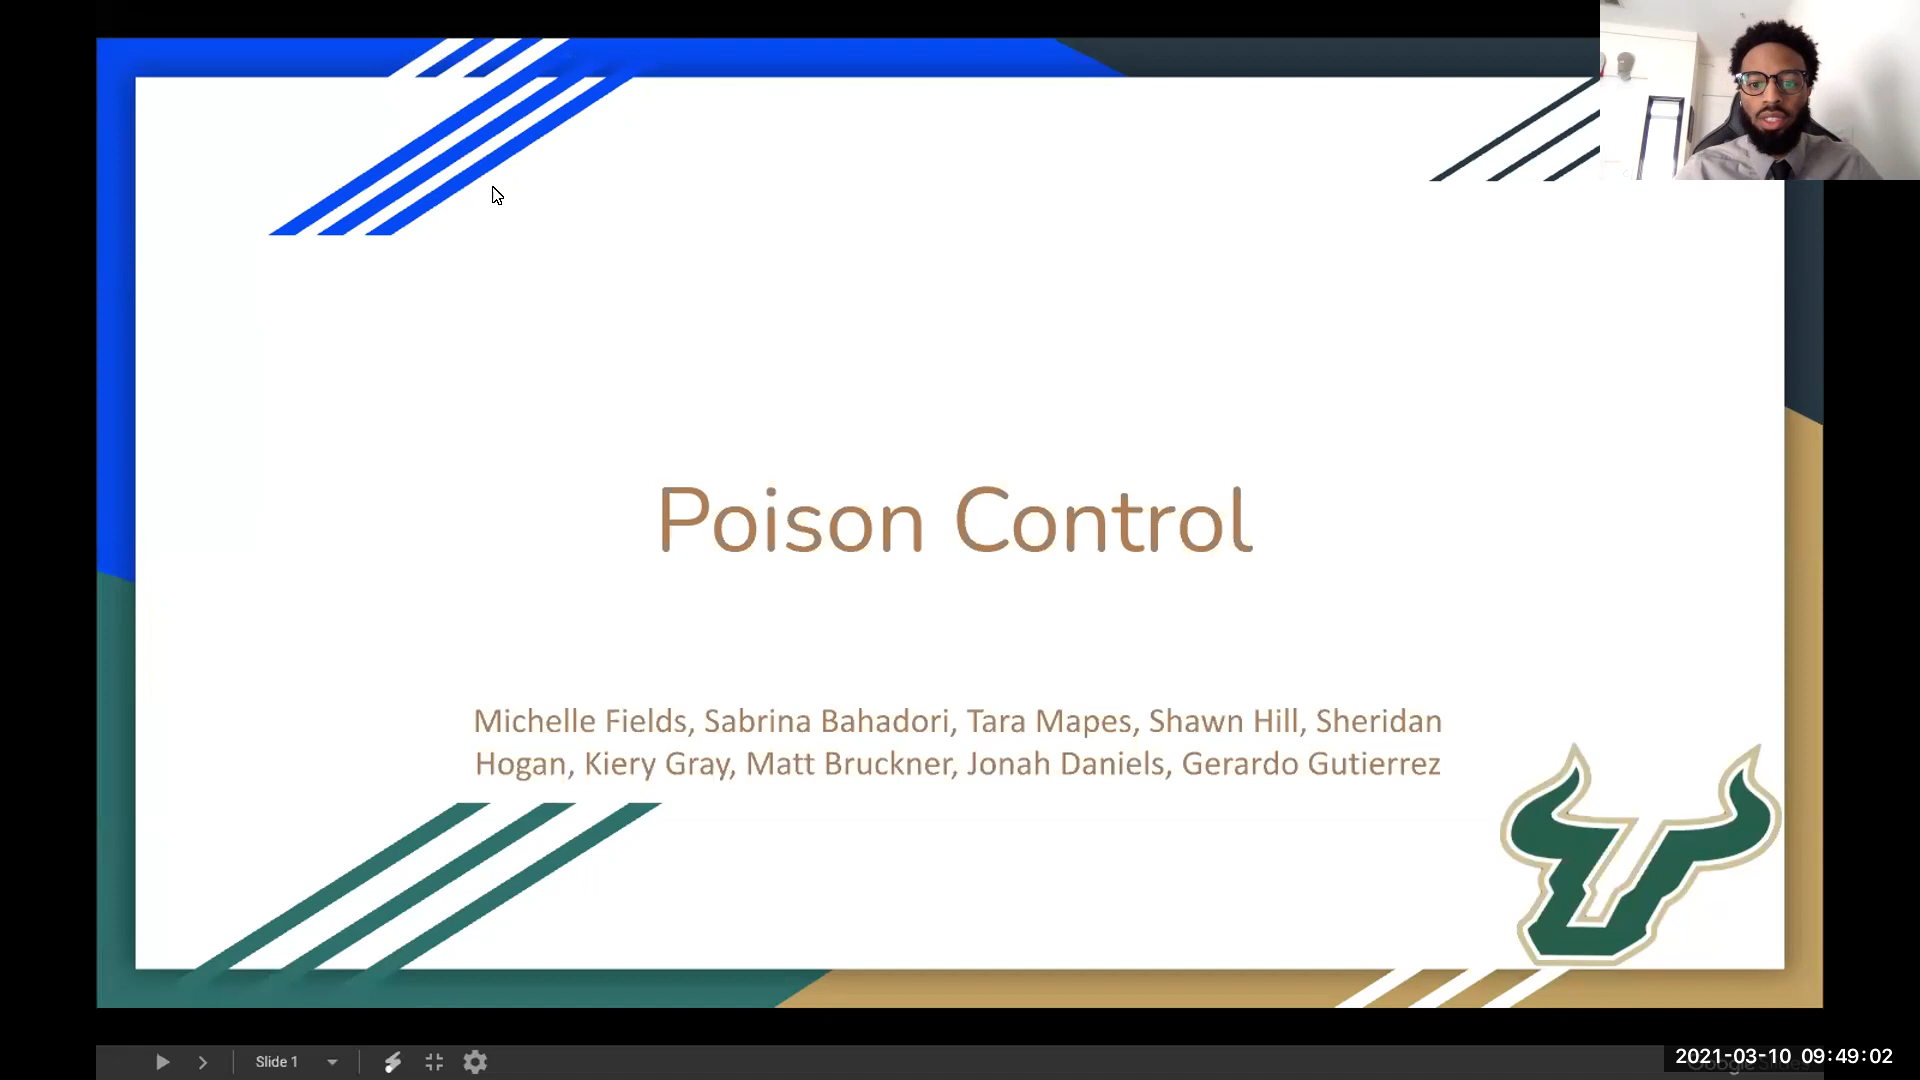 Poison Control
Michelle Fields, Sabrina Bahadori, Tara Mapes, Shawn Hill, Sheridan
Hogan, Kiery Gray, Matt Bruckner, Jonah Daniels, Gerardo Gutierrez
Slide 1
2021-03-10 09:49:02